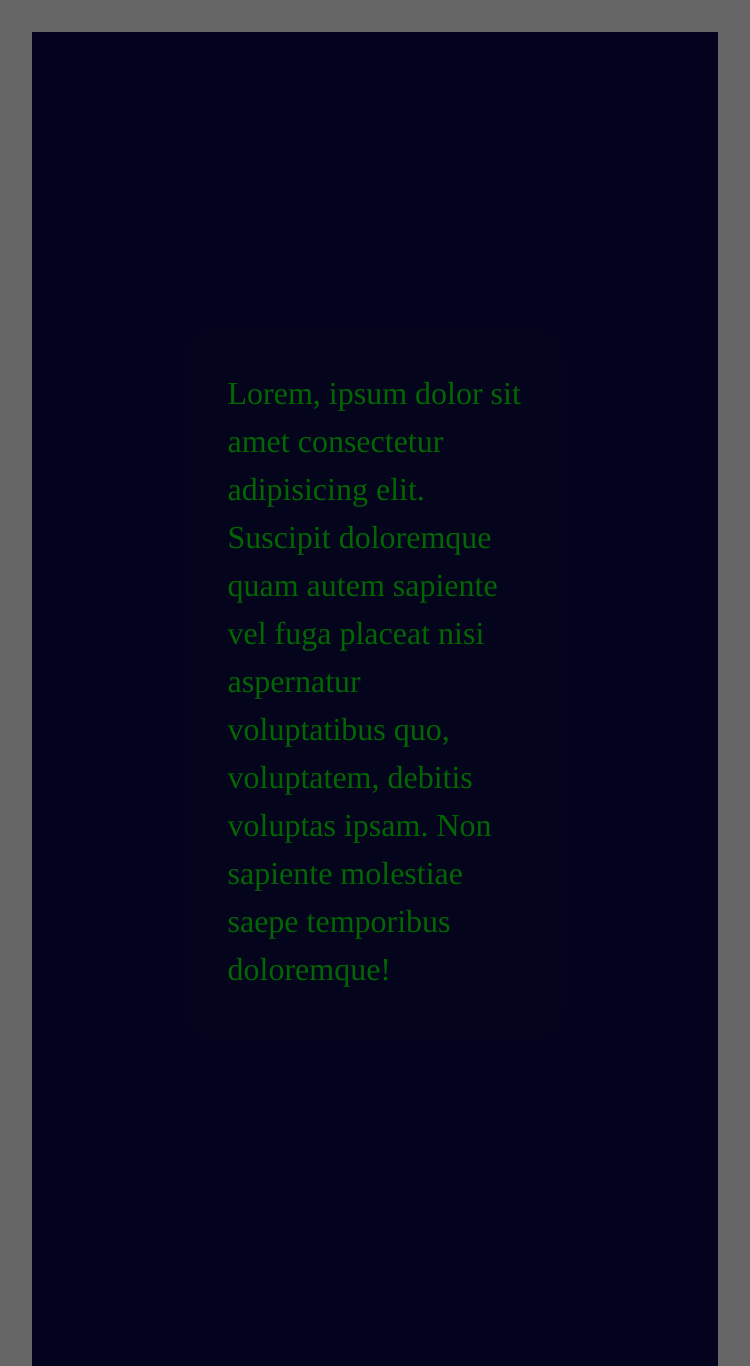 Lorem, ipsum dolor sit
amet consectetur
adipisicing elit.
Suscipit doloremque
quam autem sapiente
vel fuga placeat nisi
aspernatur
voluptatibus quo,
voluptatem, debitis
voluptas ipsam. Non
sapiente molestiae
saepe temporibus
doloremque!